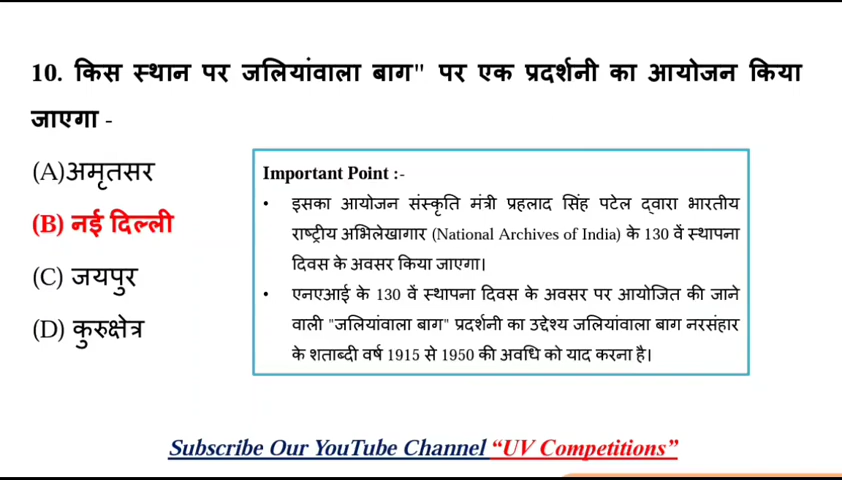 10. किस स्थान पर जलियांवाला बाग" पर एक प्रदर्शनी का आयोजन किया
जाएगा -
(A)अमृतसर
(B) नई दिल्ली
(C) जयपुर
(D) कुरुक्षेत्र
Important Point :-
• इसका आयोजन संस्कृति मंत्री प्रहलाद सिंह पटेल द्वारा भारतीय
राष्ट्रीय अभिलेखागार (National Archives of India) के 130 वें स्थापना
दिवस के अवसर किया जाएगा।
• एनएआई के 130 वें स्थापना दिवस के अवसर पर आयोजित की जाने
वाली "जलियांवाला बाग" प्रदर्शनी का उद्देश्य जलियांवाला बाग नरसंहार
के शताब्दी वर्ष 1915 से 1950 की अवधि को याद करना है।
Subscribe Our YouTube Channel “UV Competitions”